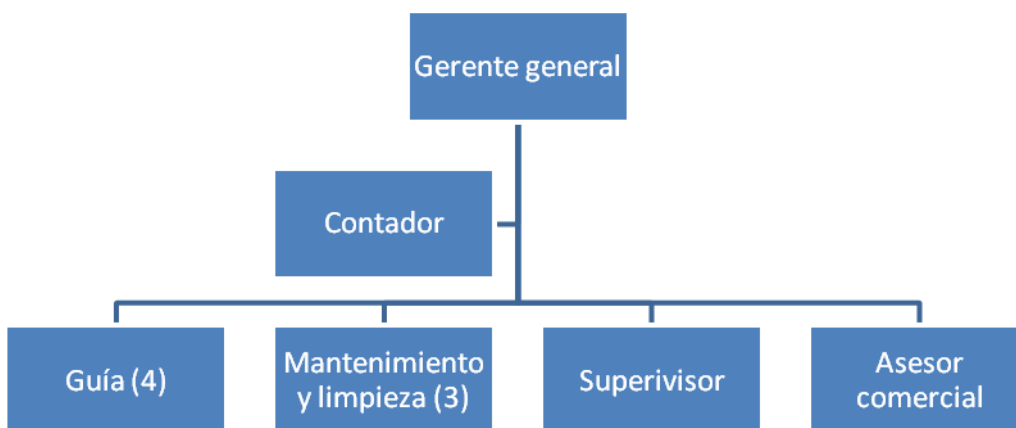 Gerente general
Contador
Guía (4)
Mantenimiento
y limpieza (3)
Superivisor
Asesor
comercial